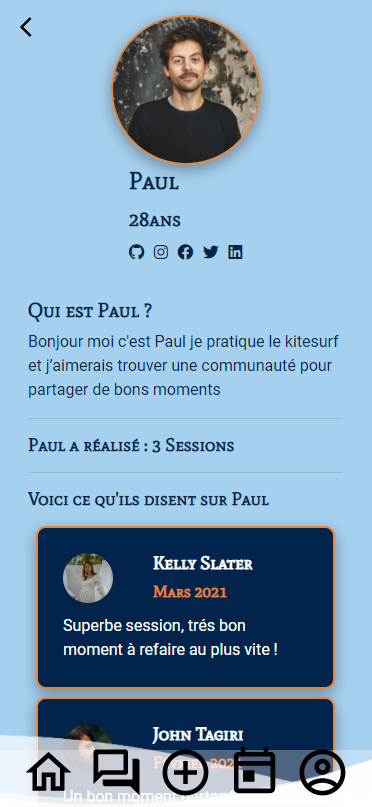 Paul
28ans
Qui est Paul ?
Bonjour moi c'est Paul je pratique le kitesurf
et j'aimerais trouver une communauté pour
partager de bons moments
Paul a réalisé : 3 Sessions
Voici ce qu'ils disent sur Paul
Kelly Slater
Mars 2021
Superbe session, trés bon
moment à refaire au plus vite !
John Tagiri
Un bon moment